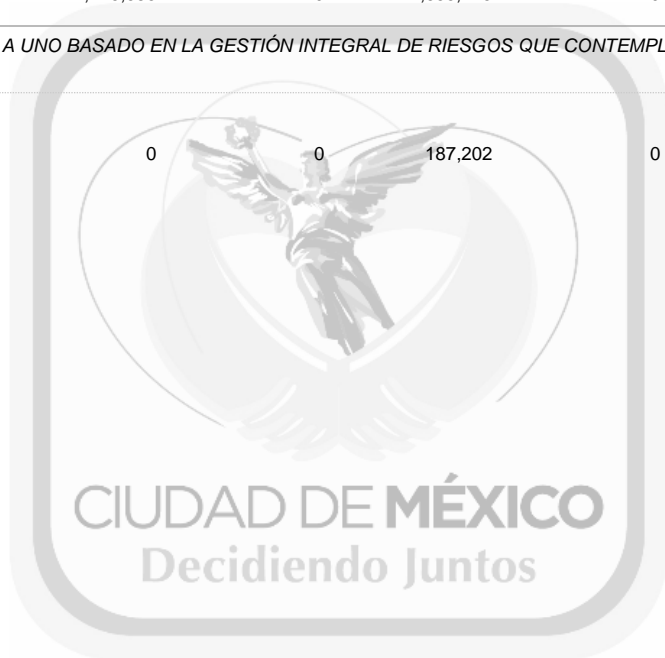 A UNO BASADO EN LA GESTIÓN INTEGRAL DE RIESGOS QUE CONTEMPL
0 0 187,202 0
CIUDAD DE MÉXICO
Decidiendo Juntos